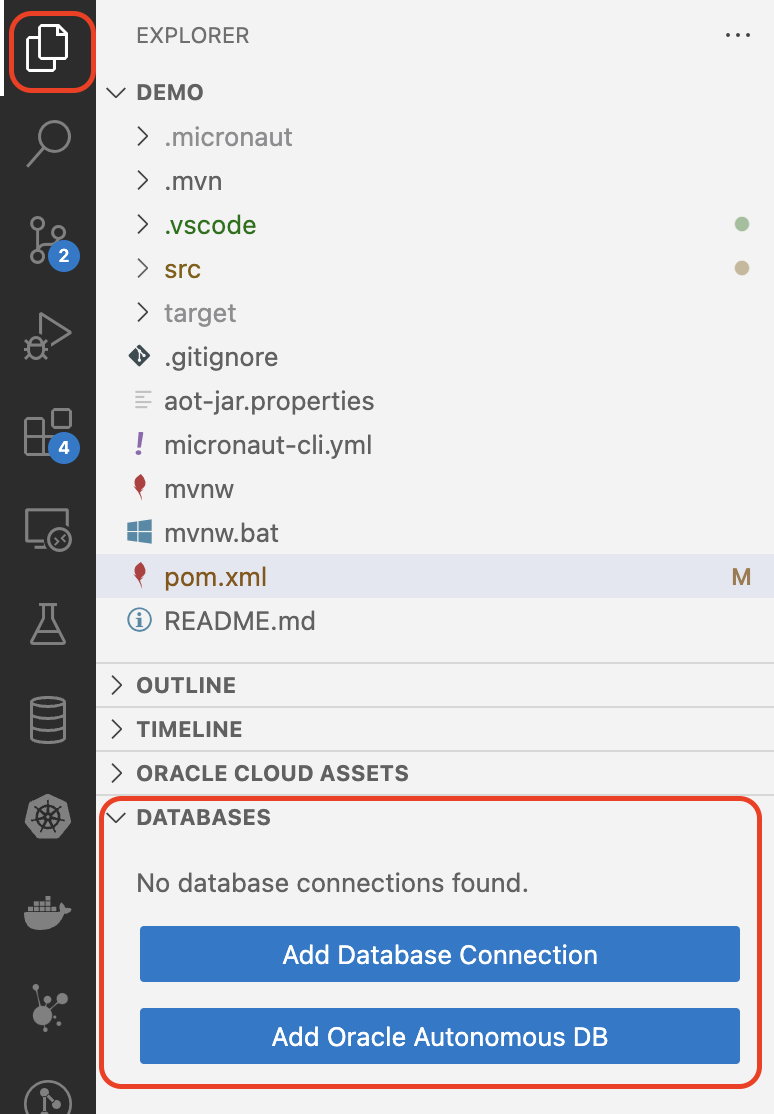 EXPLORER
DEMO
.micronaut
.mvn
.vscode
src
2
target
.gitignore
aot-jar.properties
4
micronaut-cli.yml
mvnw
mvnw.bat
pom.xml M
README.md
OUTLINE
TIMELINE
ORACLE CLOUD ASSETS
DATABASES
No database connections found.
Add Database Connection
Add Oracle Autonomous DB